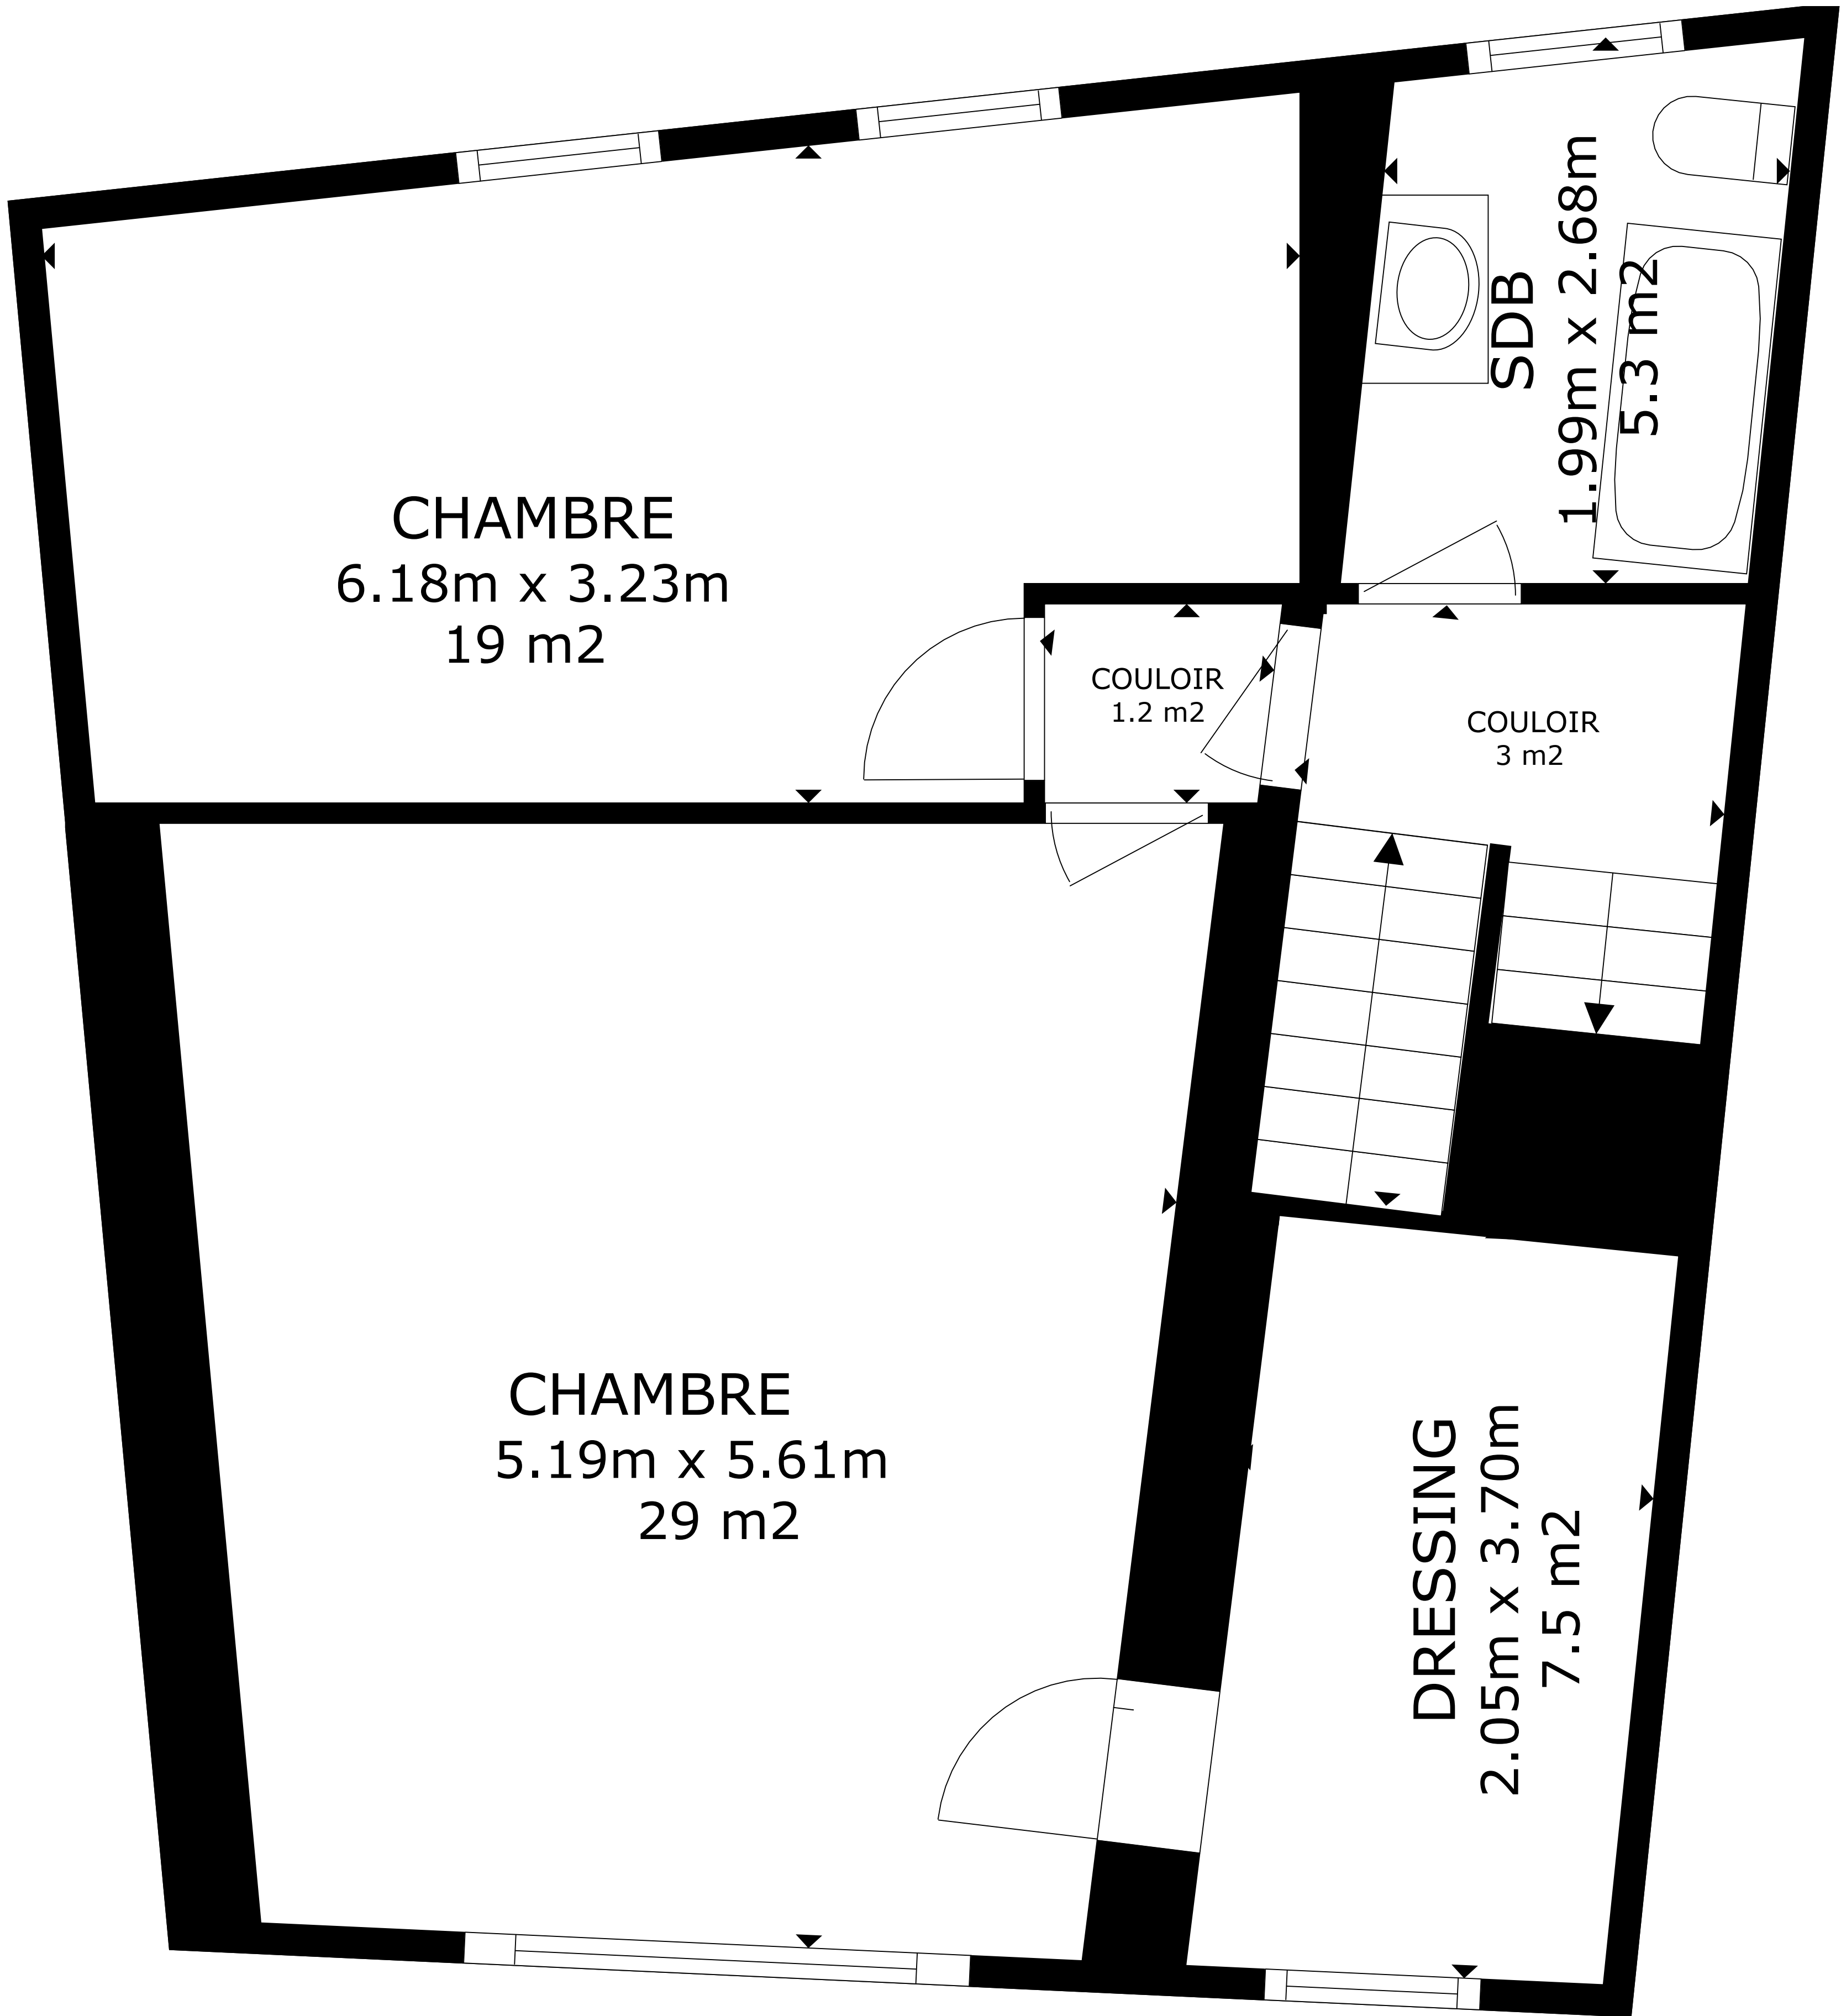 CHAMBRE
6.18m x 3.23m
19 m2
SDB
1.99m x 2.68m
5.3 m2
COULOIR
1.2 m2
COULOIR
3 m2
CHAMBRE
5.19m x 5.61m
29 m2
DRESSING
2.05m x 3.70m
7.5 m2